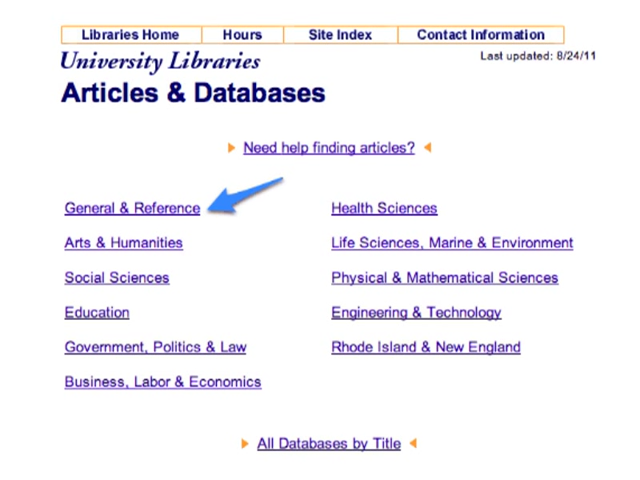 Libraries Home Hours Site Index Contact Information
University Libraries
Last updated: 8/24/11
Articles & Databases
Need help finding articles?
General & Reference
Arts & Humanities
Social Sciences
Education
Government, Politics & Law
Business, Labor & Economics
Health Sciences
Life Sciences, Marine & Environment
Physical & Mathematical Sciences
Engineering & Technology
Rhode Island & New England
All Databases by Title